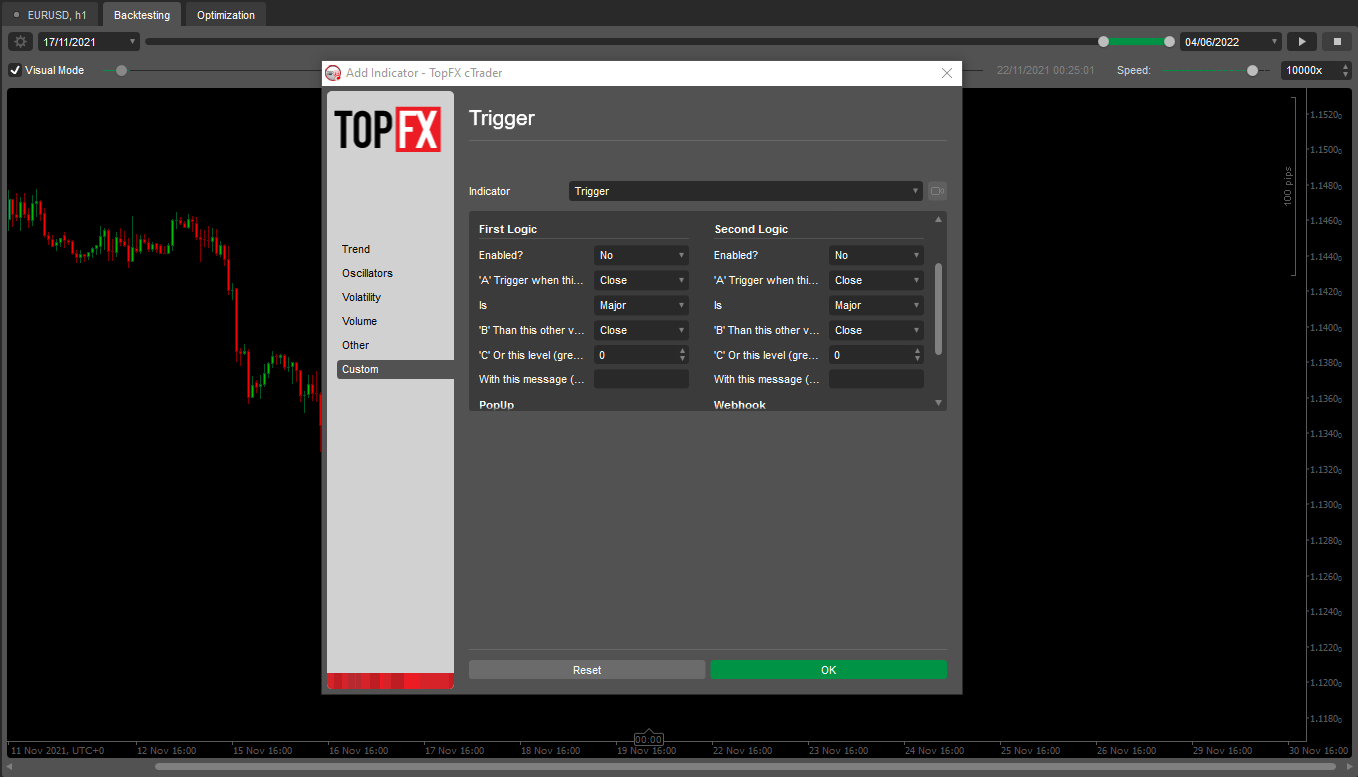 EURUSD, h1 Backtesting Optimization
17/11/2021 04/06/2022
Visual Mode 22/11/2021 00:25:01 Speed: 10000x
Add Indicator - TopFX cTrader
TOPFX
Trigger
Indicator Trigger
Trend
Oscillators
Volatility
Volume
Other
Custom
First Logic Second Logic
Enabled? No Enabled? No
'A' Trigger when thi... Close 'A' Trigger when thi... Close
Is Major Is Major
'B' Than this other v... Close 'B' Than this other v... Close
'C' Or this level (gre... 0 'C' Or this level (gre... 0
With this message (... With this message (...
PopUp Webhook
Reset OK
100 pips
1.15200
1.15000
1.14800
1.14600
1.14400
1.14200
1.14000
1.13800
1.13600
1.13400
1.13200
1.13000
1.12800
1.12600
1.12400
1.12200
1.12000
1.11800
00:00
11 Nov 2021, UTC+0 12 Nov 16:00 15 Nov 16:00 16 Nov 16:00 17 Nov 16:00 18 Nov 16:00 19 Nov 16:00 22 Nov 16:00 23 Nov 16:00 24 Nov 16:00 25 Nov 16:00 26 Nov 16:00 29 Nov 16:00 30 Nov 16:00